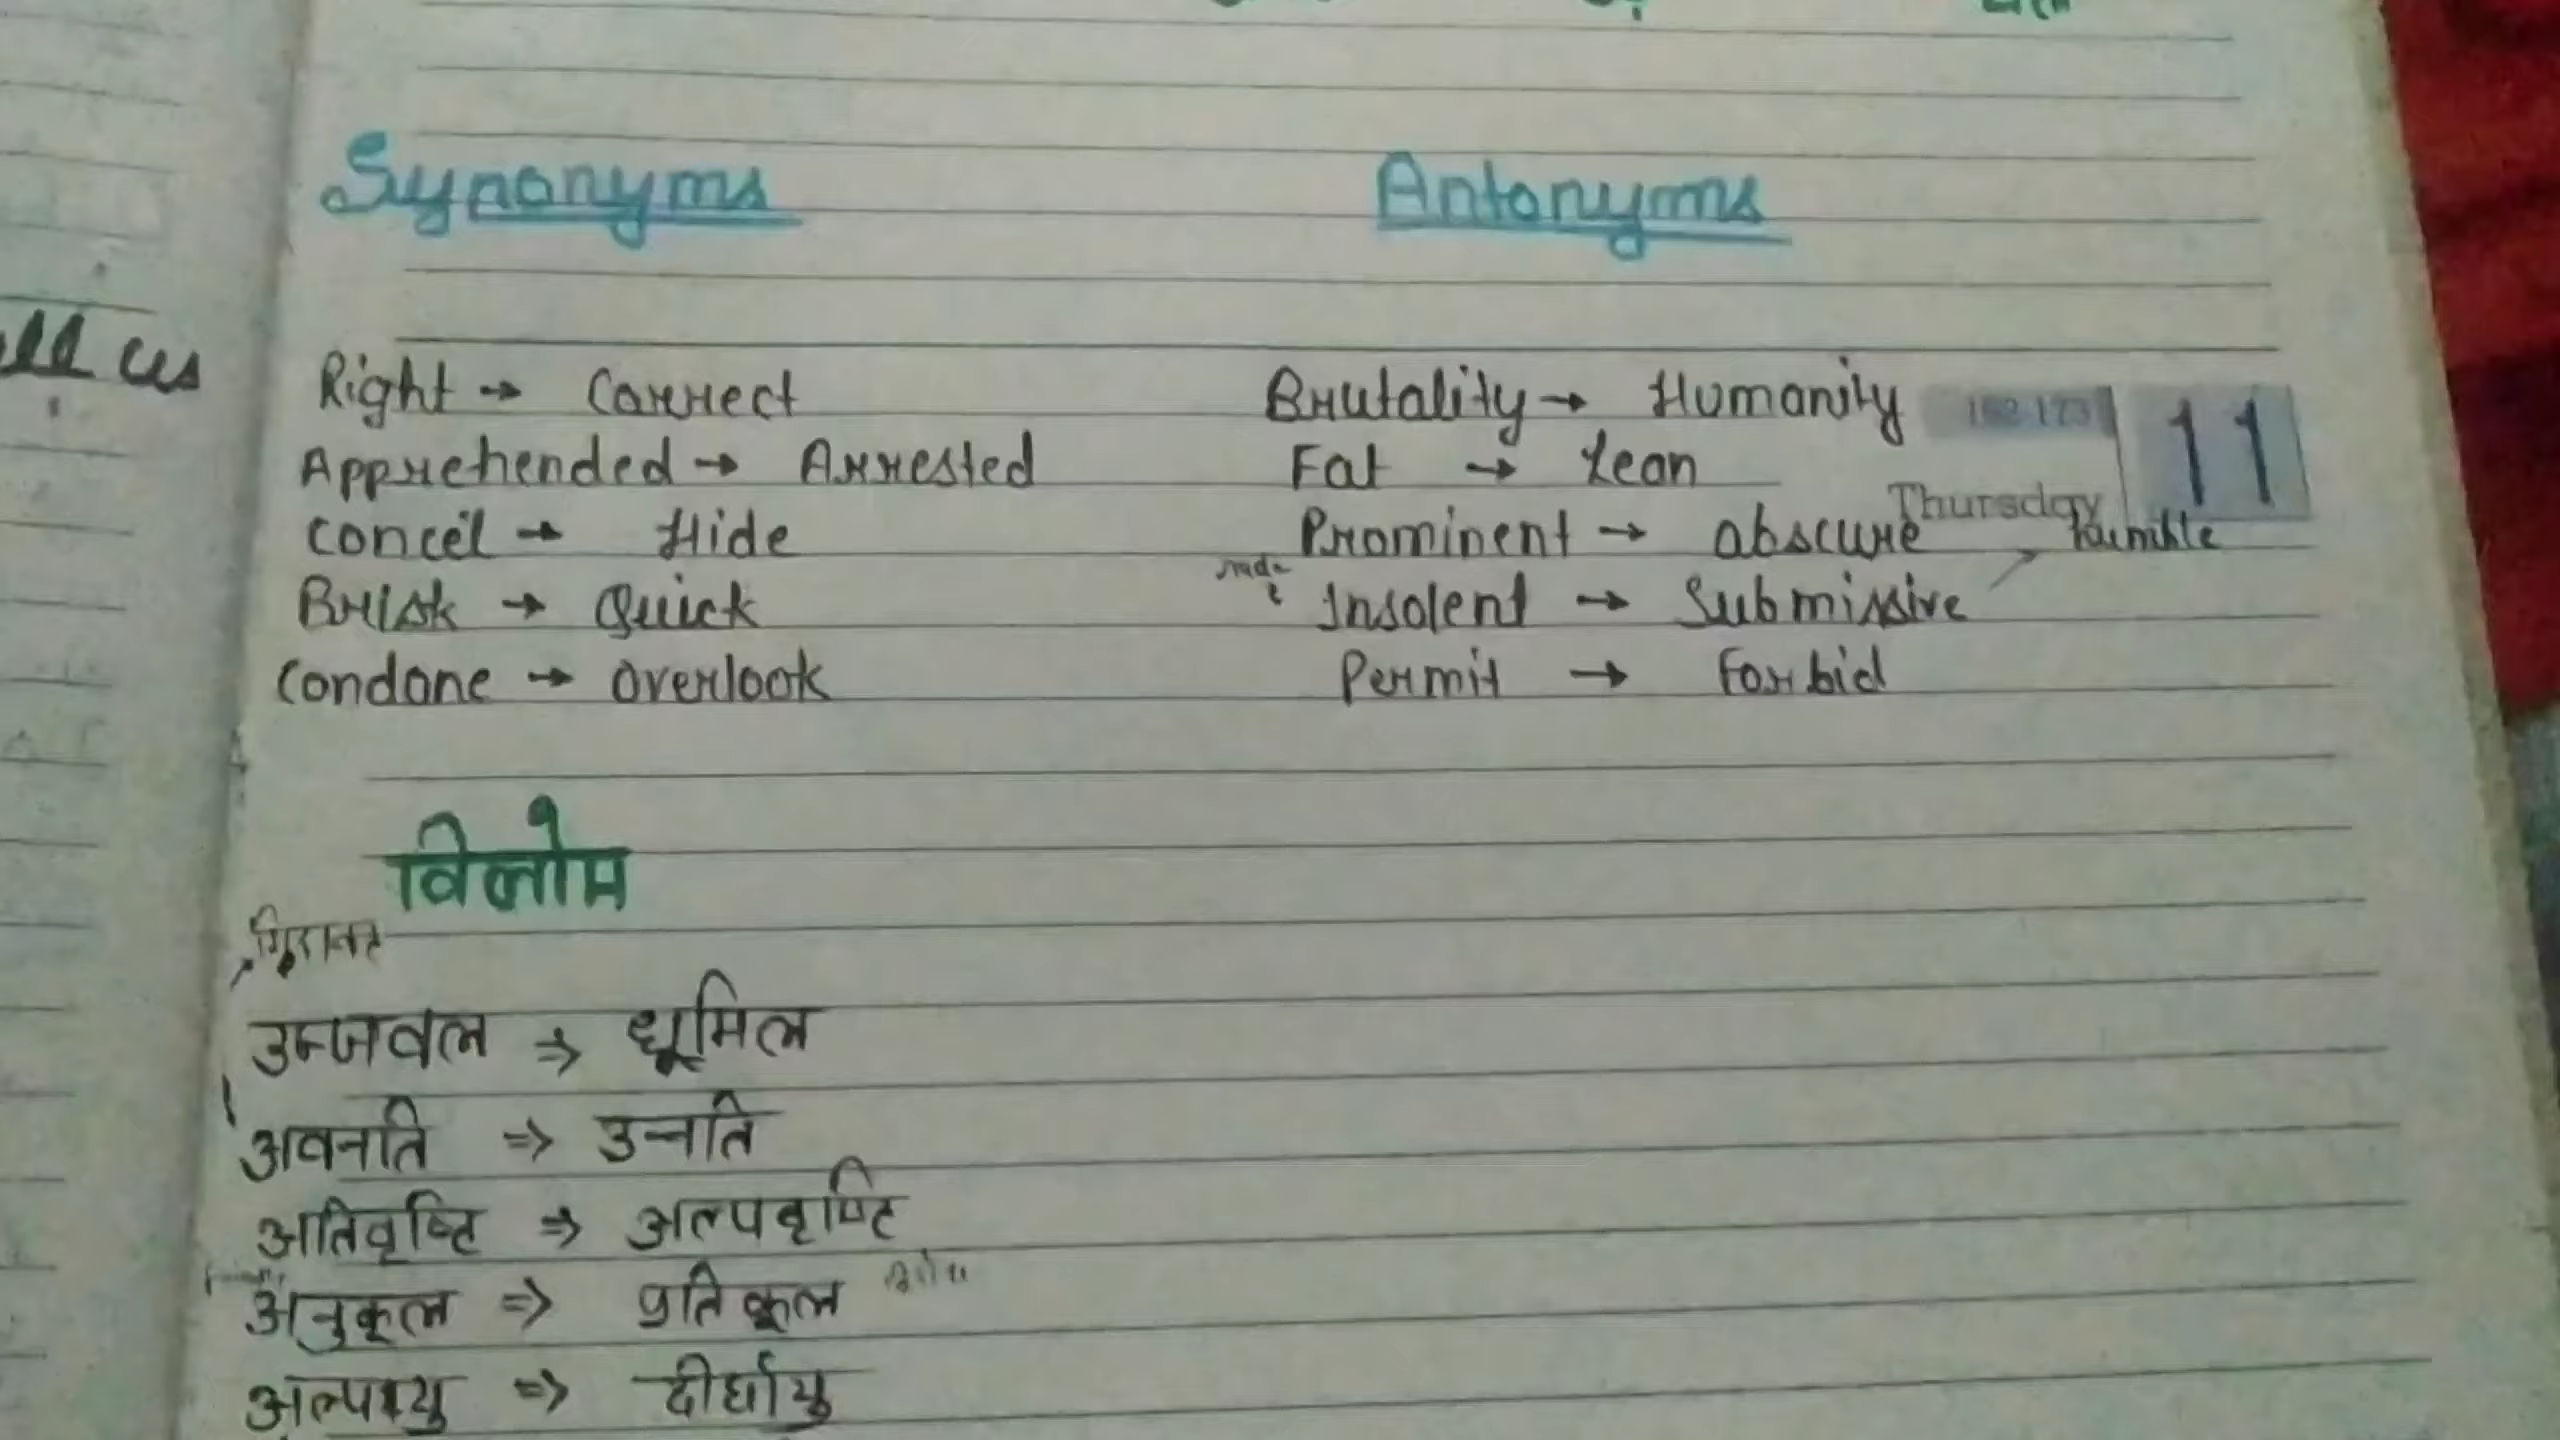 Synonyms Antonyms
Right → Correct Brutality → Humanity 11
Apprehended → Arrested Fat → Lean
Thursday
Concel → Hide Prominent → obscure humble
Brisk → Quick Insolent → Submissive
Condone → Overlook Permit → Forbid
विलोम
गिरावट
उज्जवल ⇒ धूमिल
अवनति ⇒ उन्नति
अतिवृष्टि ⇒ अल्पवृष्टि
अनुकूल ⇒ प्रतिकूल
अल्पायु ⇒ दीर्घायु